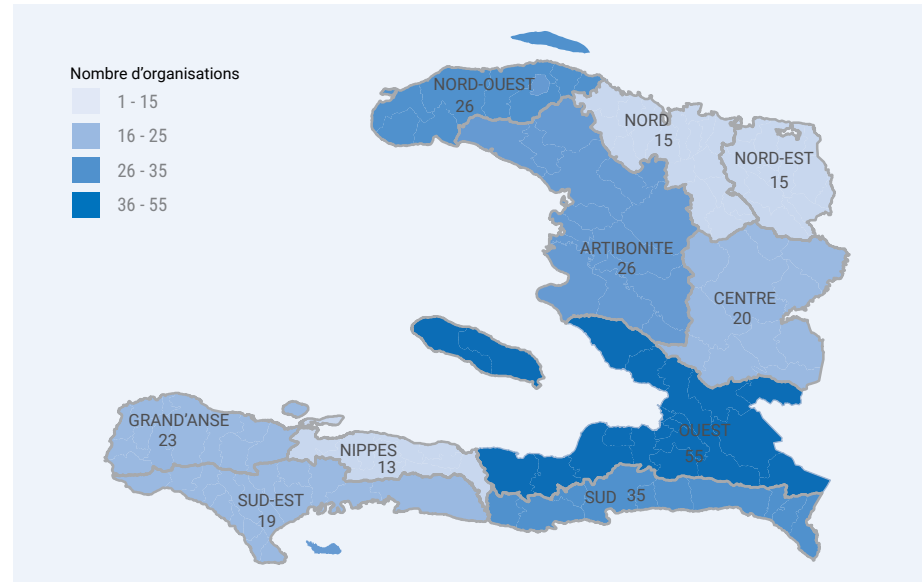 Nombre d'organisations
1 - 15
16 - 25
26 - 35
36 - 55
NORD-OUEST
26
NORD
15
NORD-EST
15
ARTIBONITE
26
CENTRE
20
GRAND'ANSE
23
NIPPES
13
OUEST
55
SUD-EST
19
SUD 35